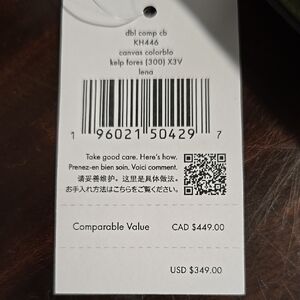 dbl comp cb
KH446
canvas colorblo
kelp fores (300) X3V
lena
1 96021 50429 7
Take good care. Here's how.
Prenez-en bien soin. Voici comment.
请妥善维护。这里是具体做法。
お手入れ方法はこちらをご覧ください。
Comparable Value CAD $449.00
USD $349.00